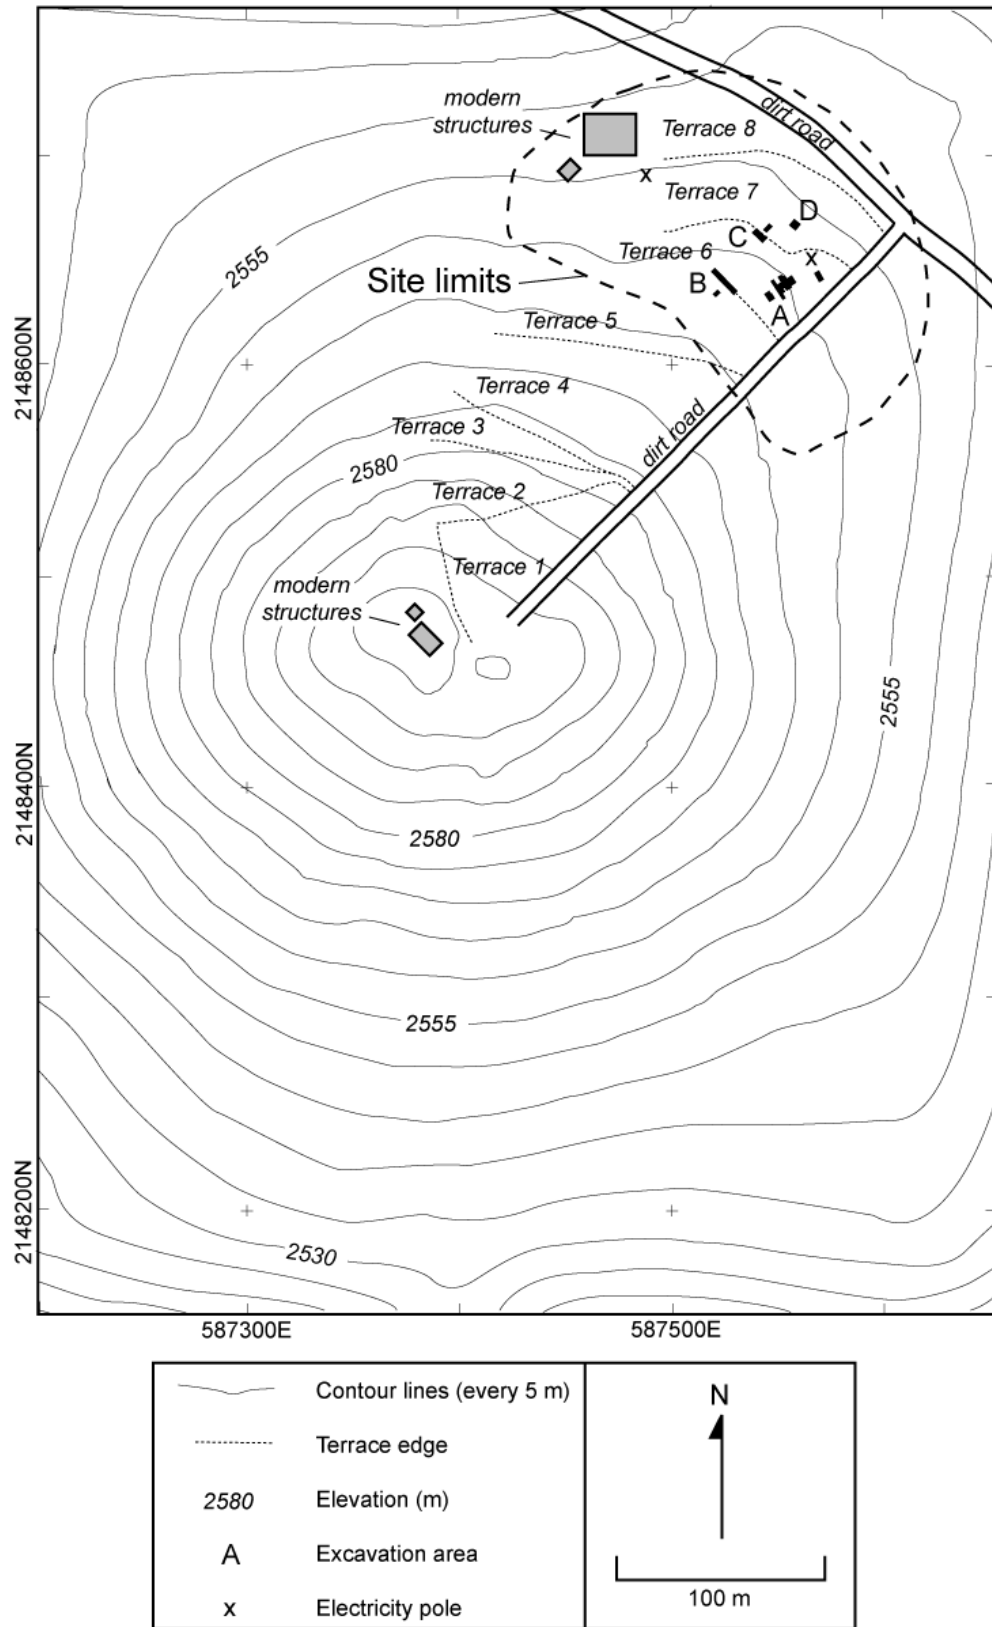 modern
structures
dirt road
Terrace 8
Terrace 7
D
C
Terrace 6
2555
Site limits
B
A
Terrace 5
2148600N
Terrace 4
dirt road
Terrace 3
2580
Terrace 2
Terrace 1
modern
structures
2555
2148400N
2580
2555
2148200N
2530
587300E
587500E
Contour lines (every 5 m)
Terrace edge
2580
Elevation (m)
A
Excavation area
x
Electricity pole
N
100 m